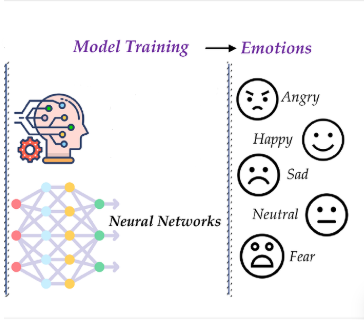 Model Training
Emotions
Angry
Happy
Sad
Neural Networks
Neutral
Fear